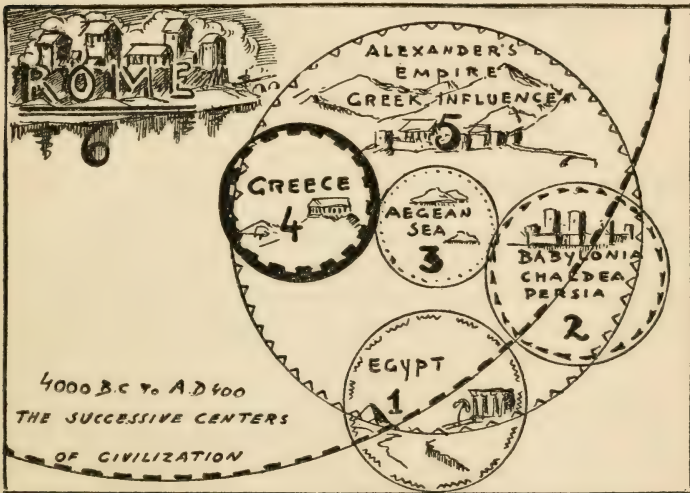 ROME
6
ALEXANDER'S
EMPIRE
GREEK INFLUENCE
5
GREECE
4
AEGEAN
SEA
3
BABYLONIA
CHALDEA
PERSIA
2
EGYPT
1
4000 B.C TO A.D 400
THE SUCCESSIVE CENTERS
OF CIVILIZATION